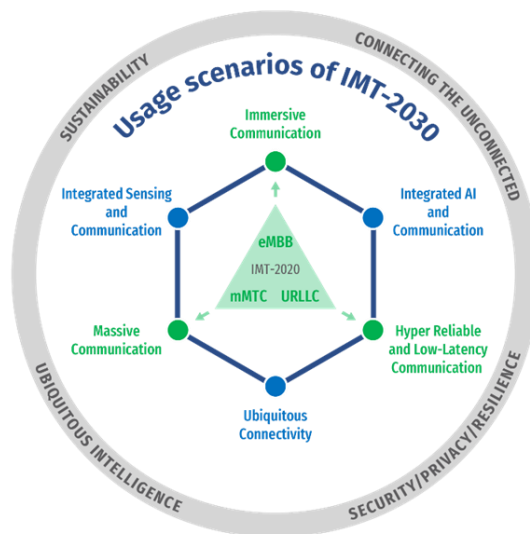 SUSTAINABILITY
CONNECTING THE UNCONNECTED
Usage scenarios of IMT-2030
Immersive
Communication
Integrated Sensing
and
Communication
Integrated AI
and
Communication
eMBB
IMT-2020
mMTC URLLC
Massive
Communication
Hyper Reliable
and Low-Latency
Communication
Ubiquitous
Connectivity
UBIQUITOUS INTELLIGENCE
SECURITY/PRIVACY/RESILIENCE